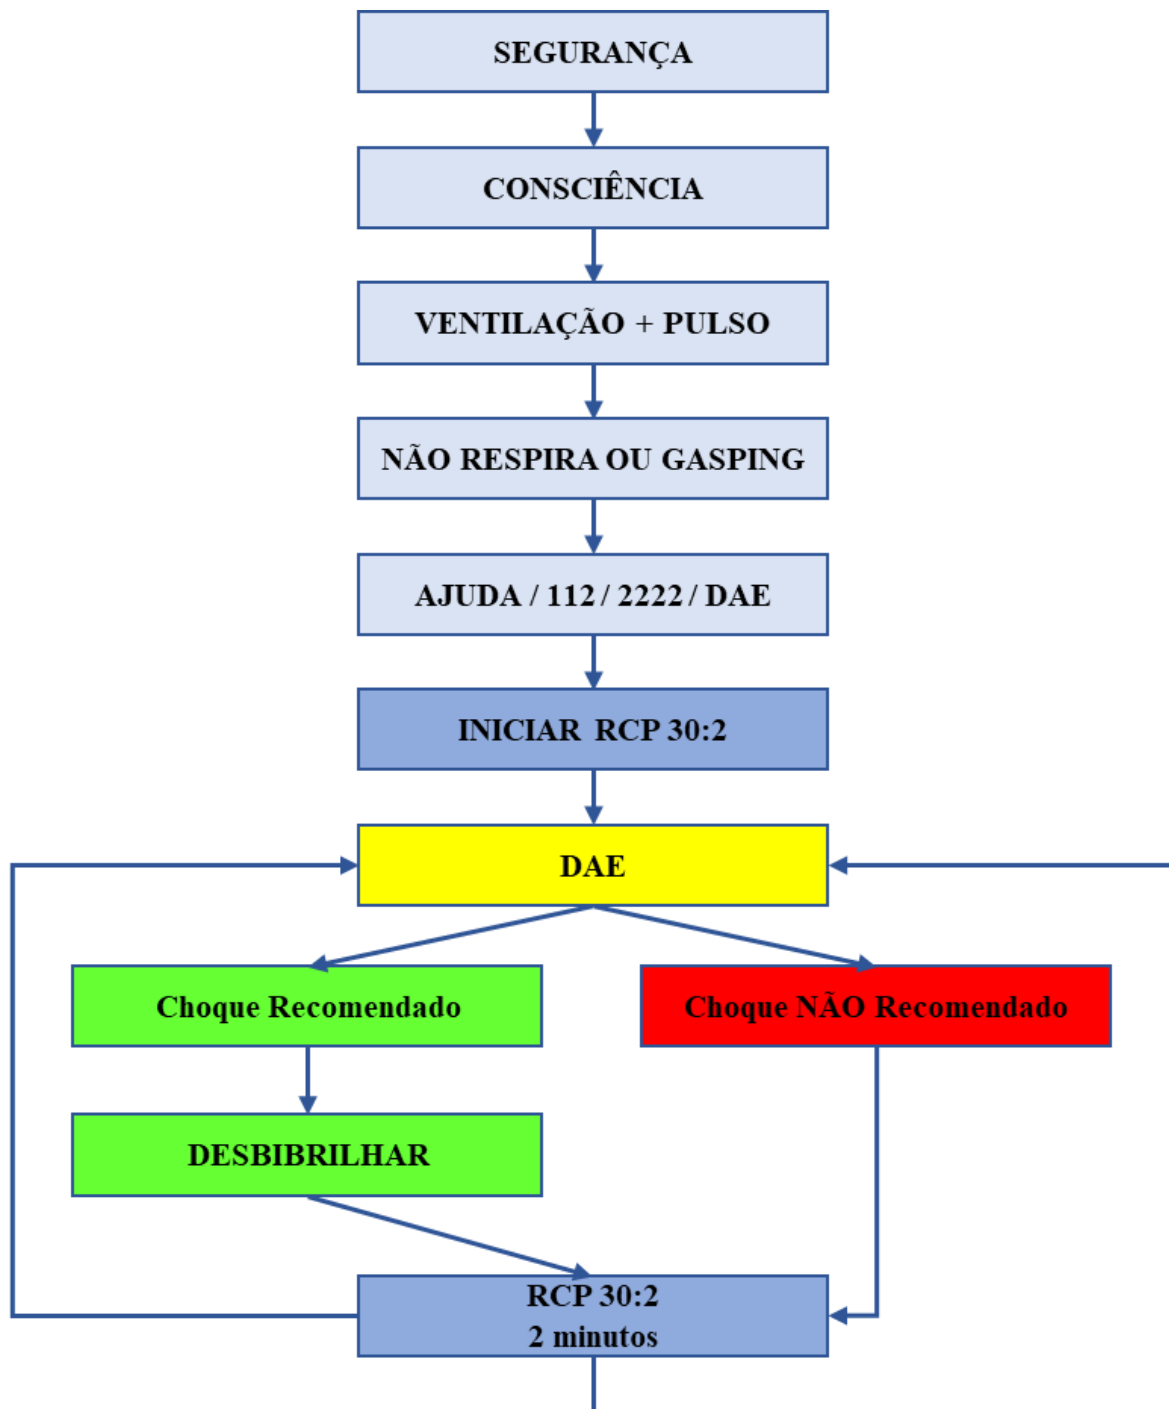 SEGURANÇA
CONSCIÊNCIA
VENTILAÇÃO + PULSO
NÃO RESPIRA OU GASPING
AJUDA / 112 / 2222 / DAE
INICIAR RCP 30:2
DAE
Choque Recomendado
Choque NÃO Recomendado
DESBIBRILHAR
RCP 30:2
2 minutos